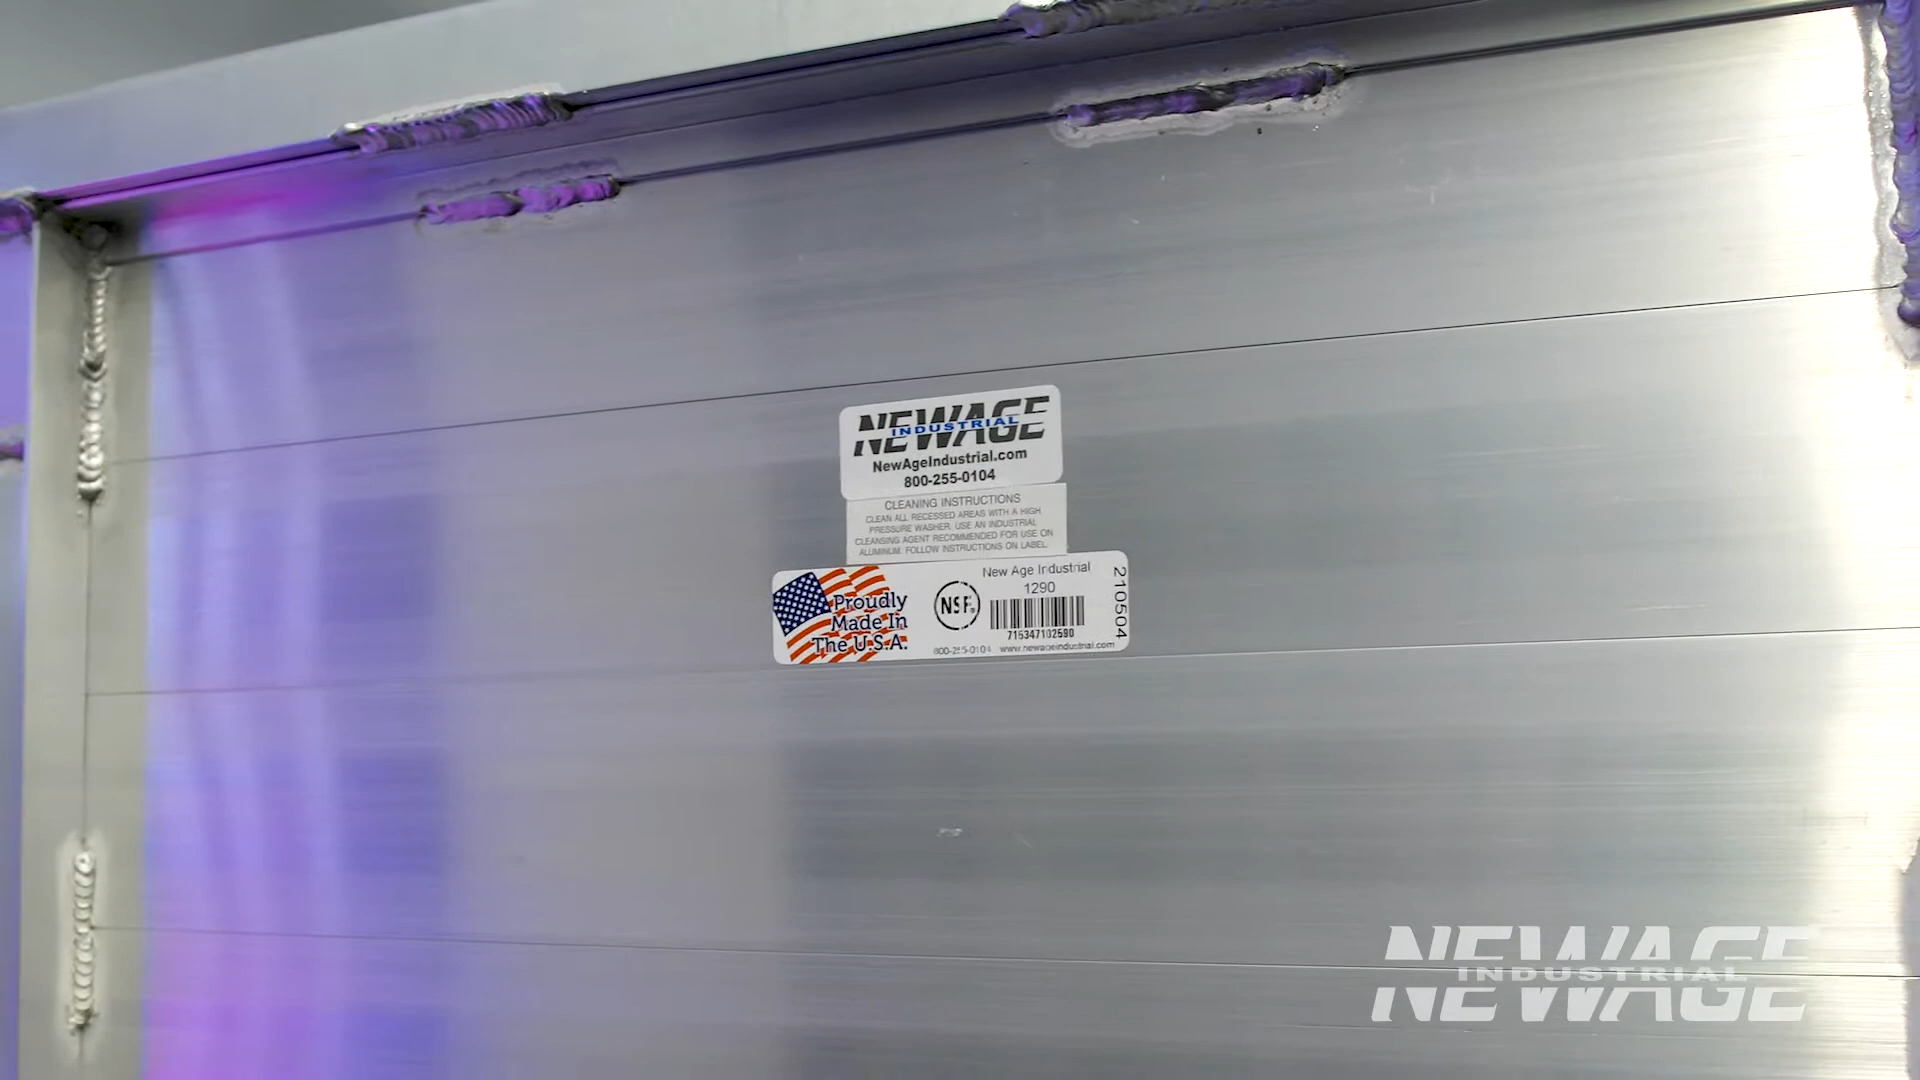 NEWAGE
INDUSTRIAL
NewAgeIndustrial.com
800-255-0104
CLEANING INSTRUCTIONS
CLEAN ALL RECESSED AREAS WITH A HIGH
PRESSURE WASHER. USE AN INDUSTRIAL
CLEANSING AGENT RECOMMENDED FOR USE ON
ALUMINUM. FOLLOW INSTRUCTIONS ON LABEL.
Proudly
Made In
The U.S.A.
NSF®
New Age Industrial
1290
715347102590
800-255-0104 www.newageindustrial.com
210504
NEWAGE
INDUSTRIAL